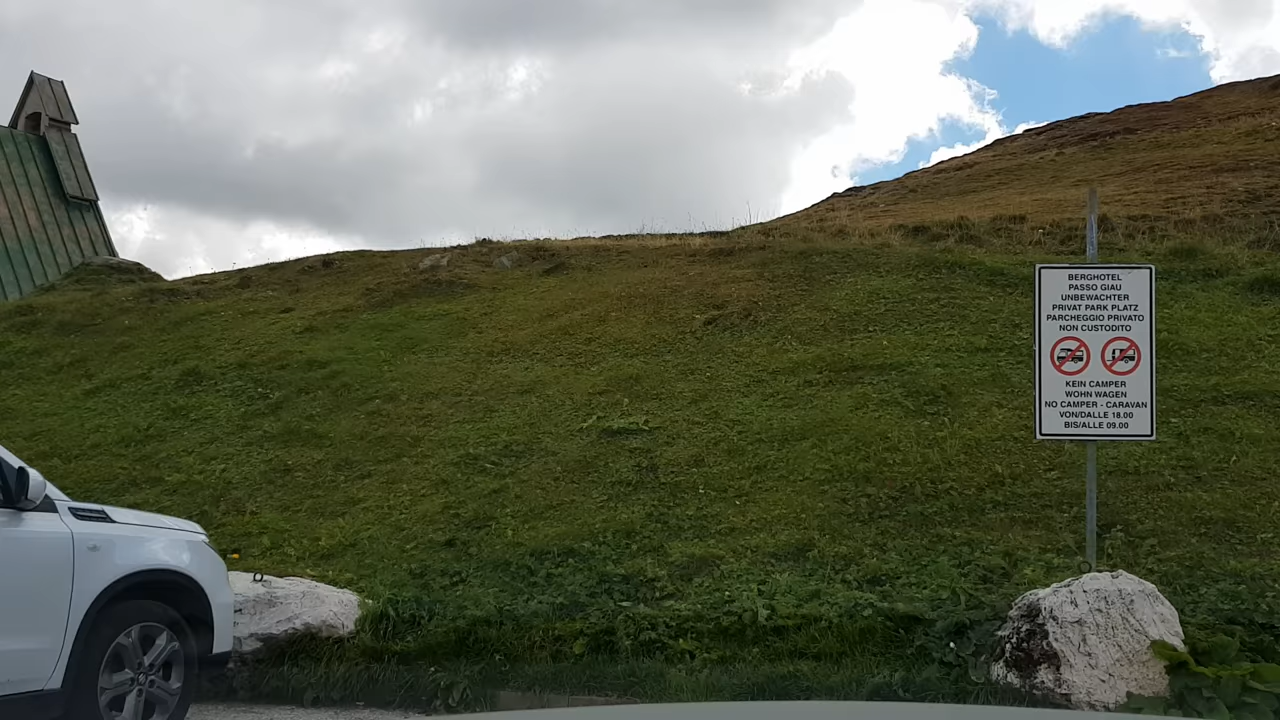 BERGHOTEL
PASSO GIAU
UNBEWACHTER
PRIVAT PARK PLATZ
PARCHEGGIO PRIVATO
NON CUSTODITO
KEIN CAMPER
WOHN WAGEN
NO CAMPER - CARAVAN
VON/DALLE 18.00
BIS/ALLE 09.00